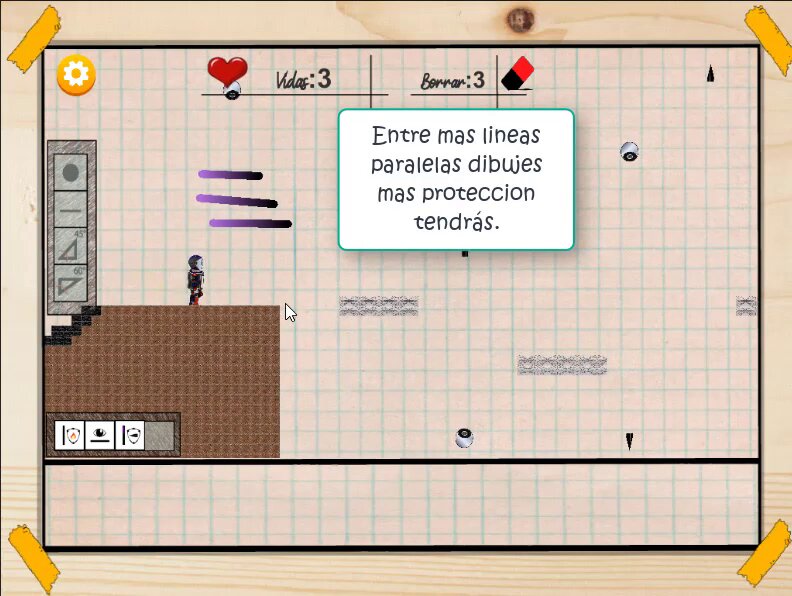 Vidas:3
Borrar:3
Entre mas lineas
paralelas dibujes
mas proteccion
tendrás.
45°
60°